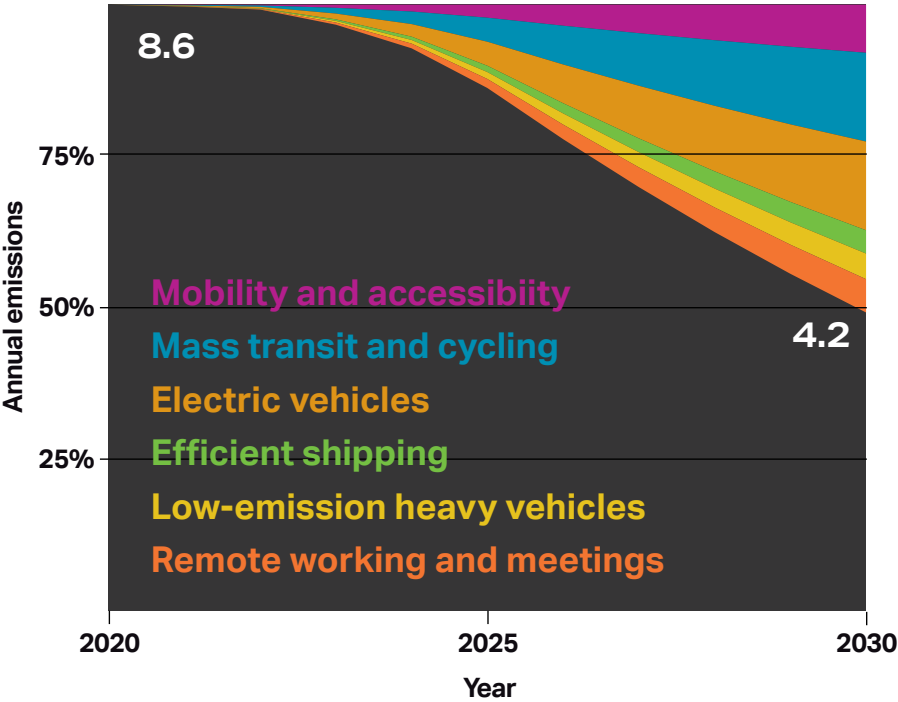 8.6
75%
Annual emissions
Mobility and accessibiity
50%
4.2
Mass transit and cycling
Electric vehicles
25%
Efficient shipping
Low-emission heavy vehicles
Remote working and meetings
2020
2025
2030
Year